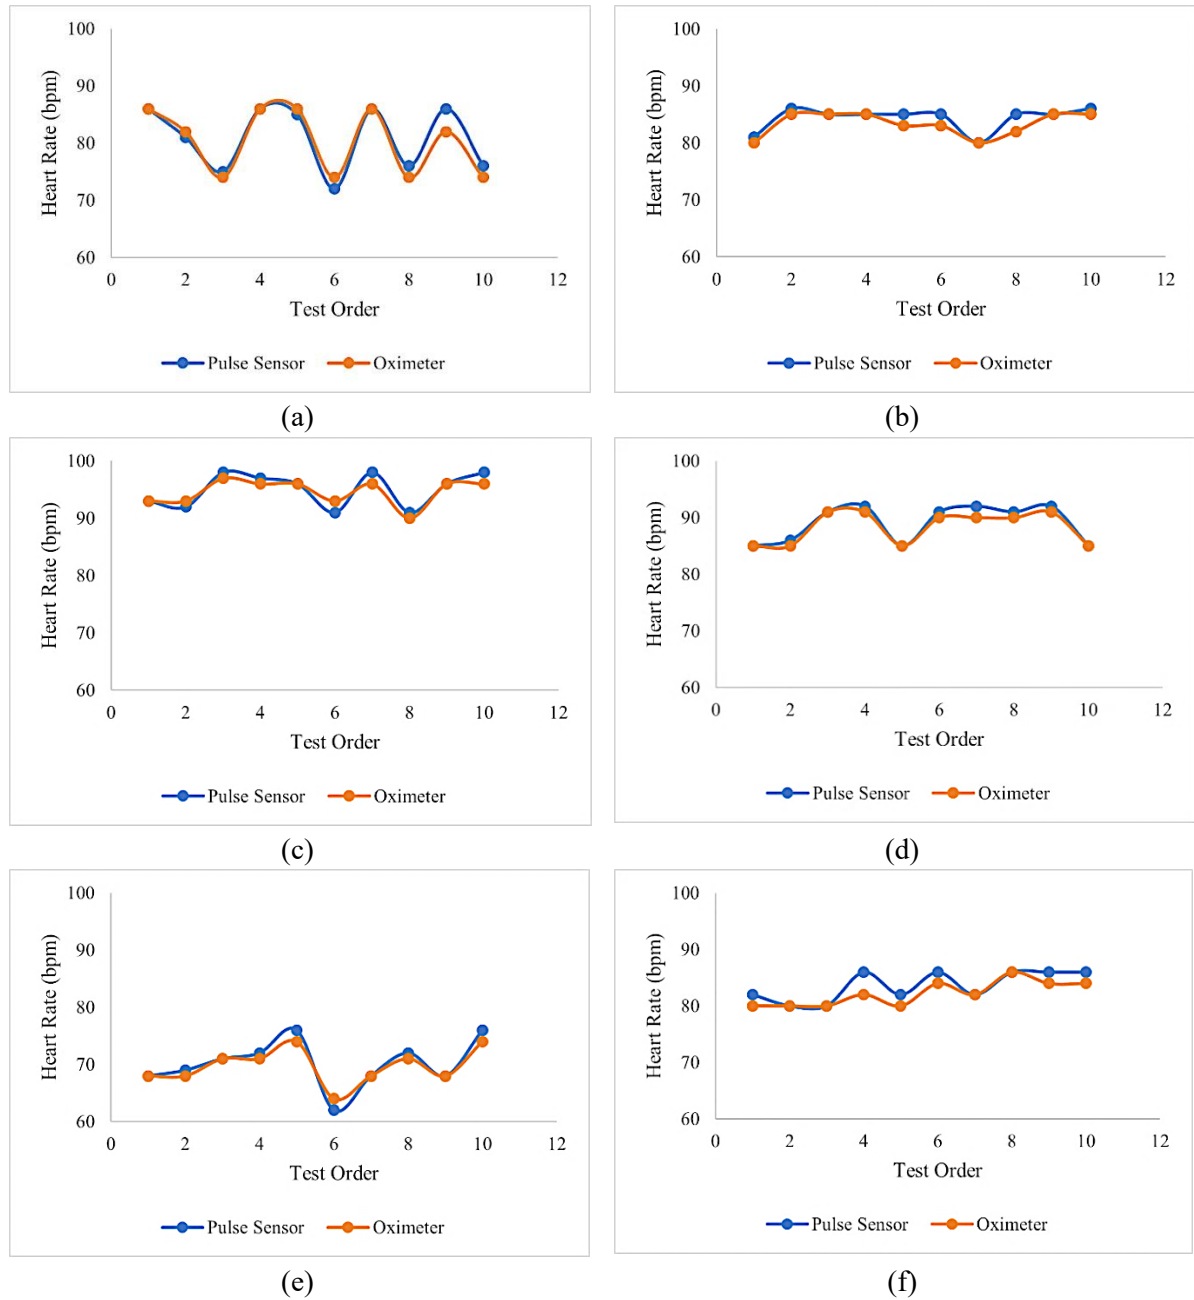 100
90
80
70
60
Heart Rate (bpm)
0 2 4 6 8 10 12
Test Order
Pulse Sensor Oximeter
(a)
100
90
80
70
60
Heart Rate (bpm)
0 2 4 6 8 10 12
Test Order
Pulse Sensor Oximeter
(b)
100
90
80
70
60
Heart Rate (bpm)
0 2 4 6 8 10 12
Test Order
Pulse Sensor Oximeter
(c)
100
90
80
70
60
Heart Rate (bpm)
0 2 4 6 8 10 12
Test Order
Pulse Sensor Oximeter
(d)
100
90
80
70
60
Heart Rate (bpm)
0 2 4 6 8 10 12
Test Order
Pulse Sensor Oximeter
(e)
100
90
80
70
60
Heart Rate (bpm)
0 2 4 6 8 10 12
Test Order
Pulse Sensor Oximeter
(f)